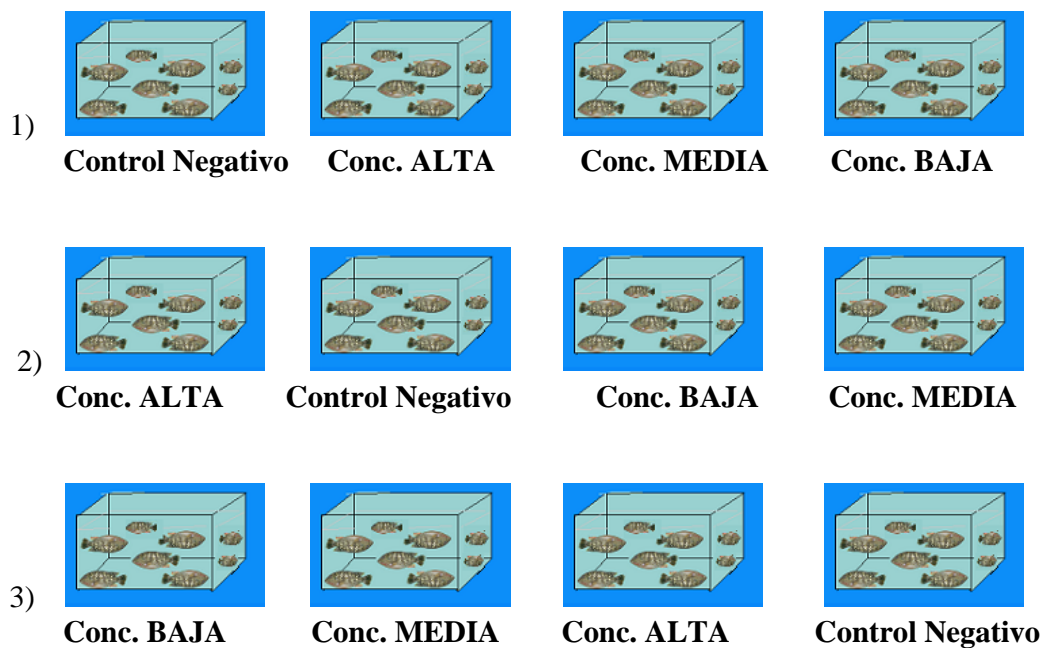 1)
Control Negativo Conc. ALTA Conc. MEDIA Conc. BAJA
2)
Conc. ALTA Control Negativo Conc. BAJA Conc. MEDIA
3)
Conc. BAJA Conc. MEDIA Conc. ALTA Control Negativo